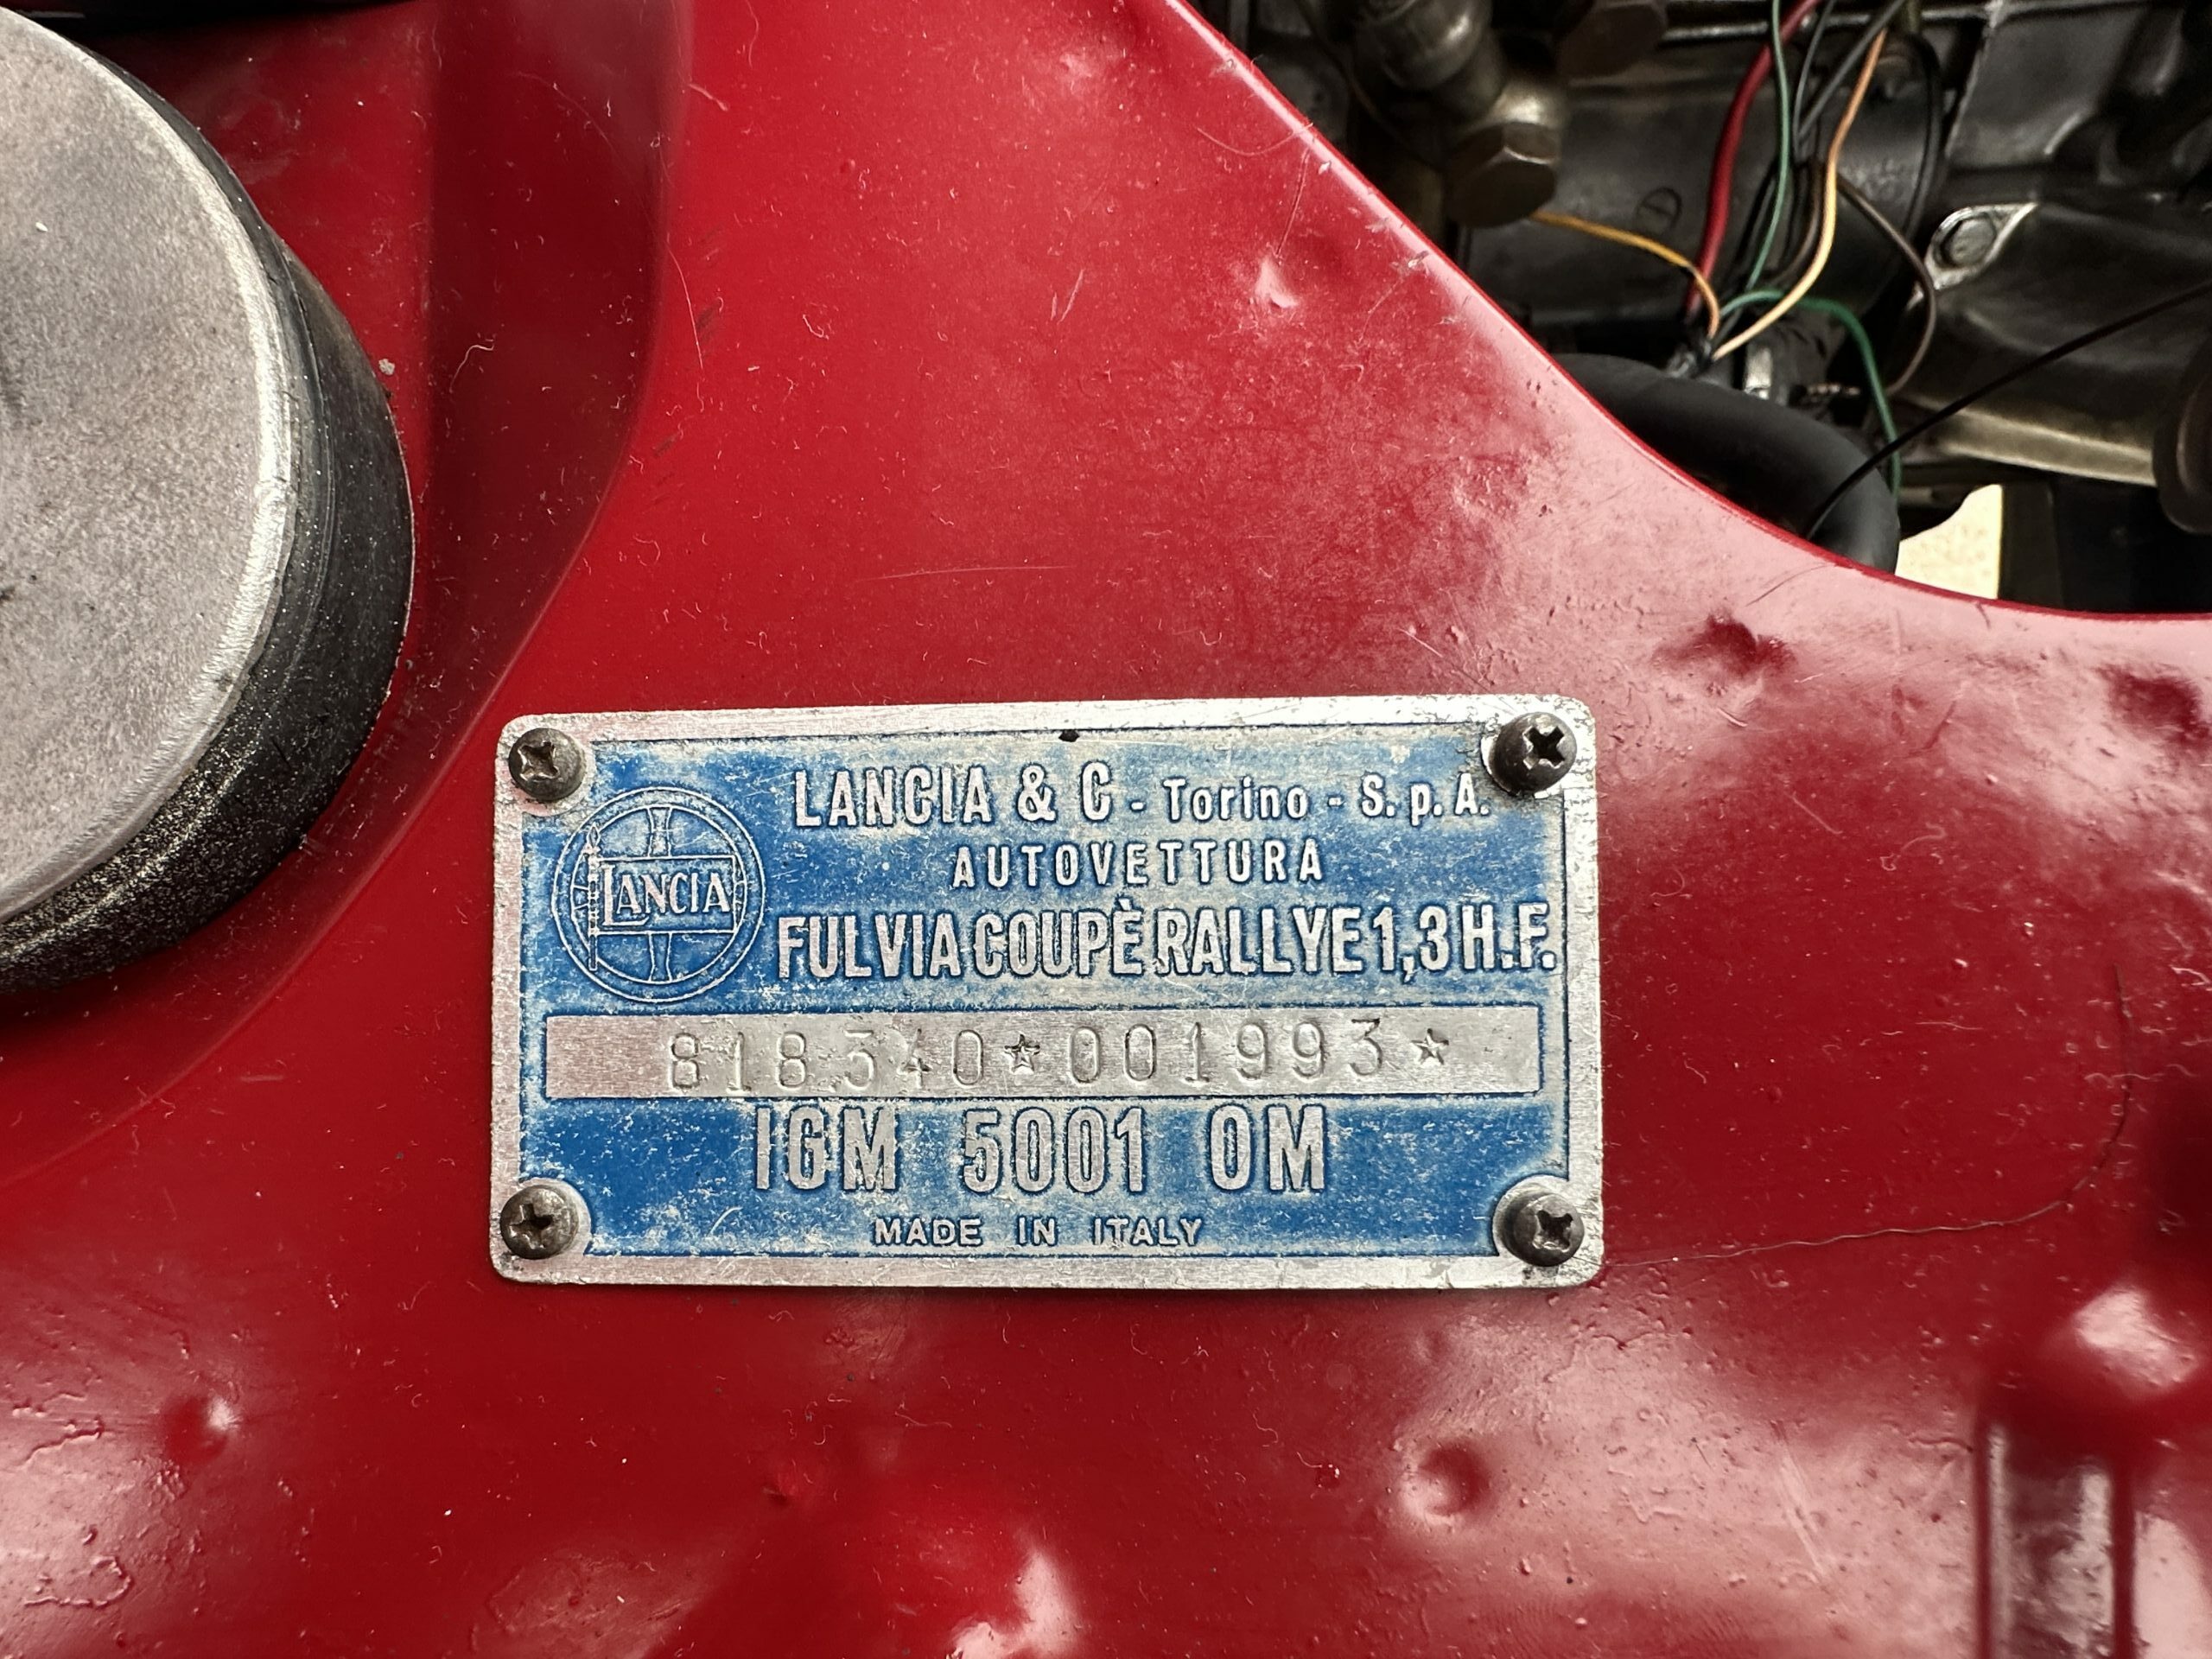 LANCIA & C - Torino - S.p.A.
AUTOVETTURA
LANCIA
FULVIA COUPÈ RALLYE 1,3 H.F.
818340★001993★
IGM 5001 OM
MADE IN ITALY